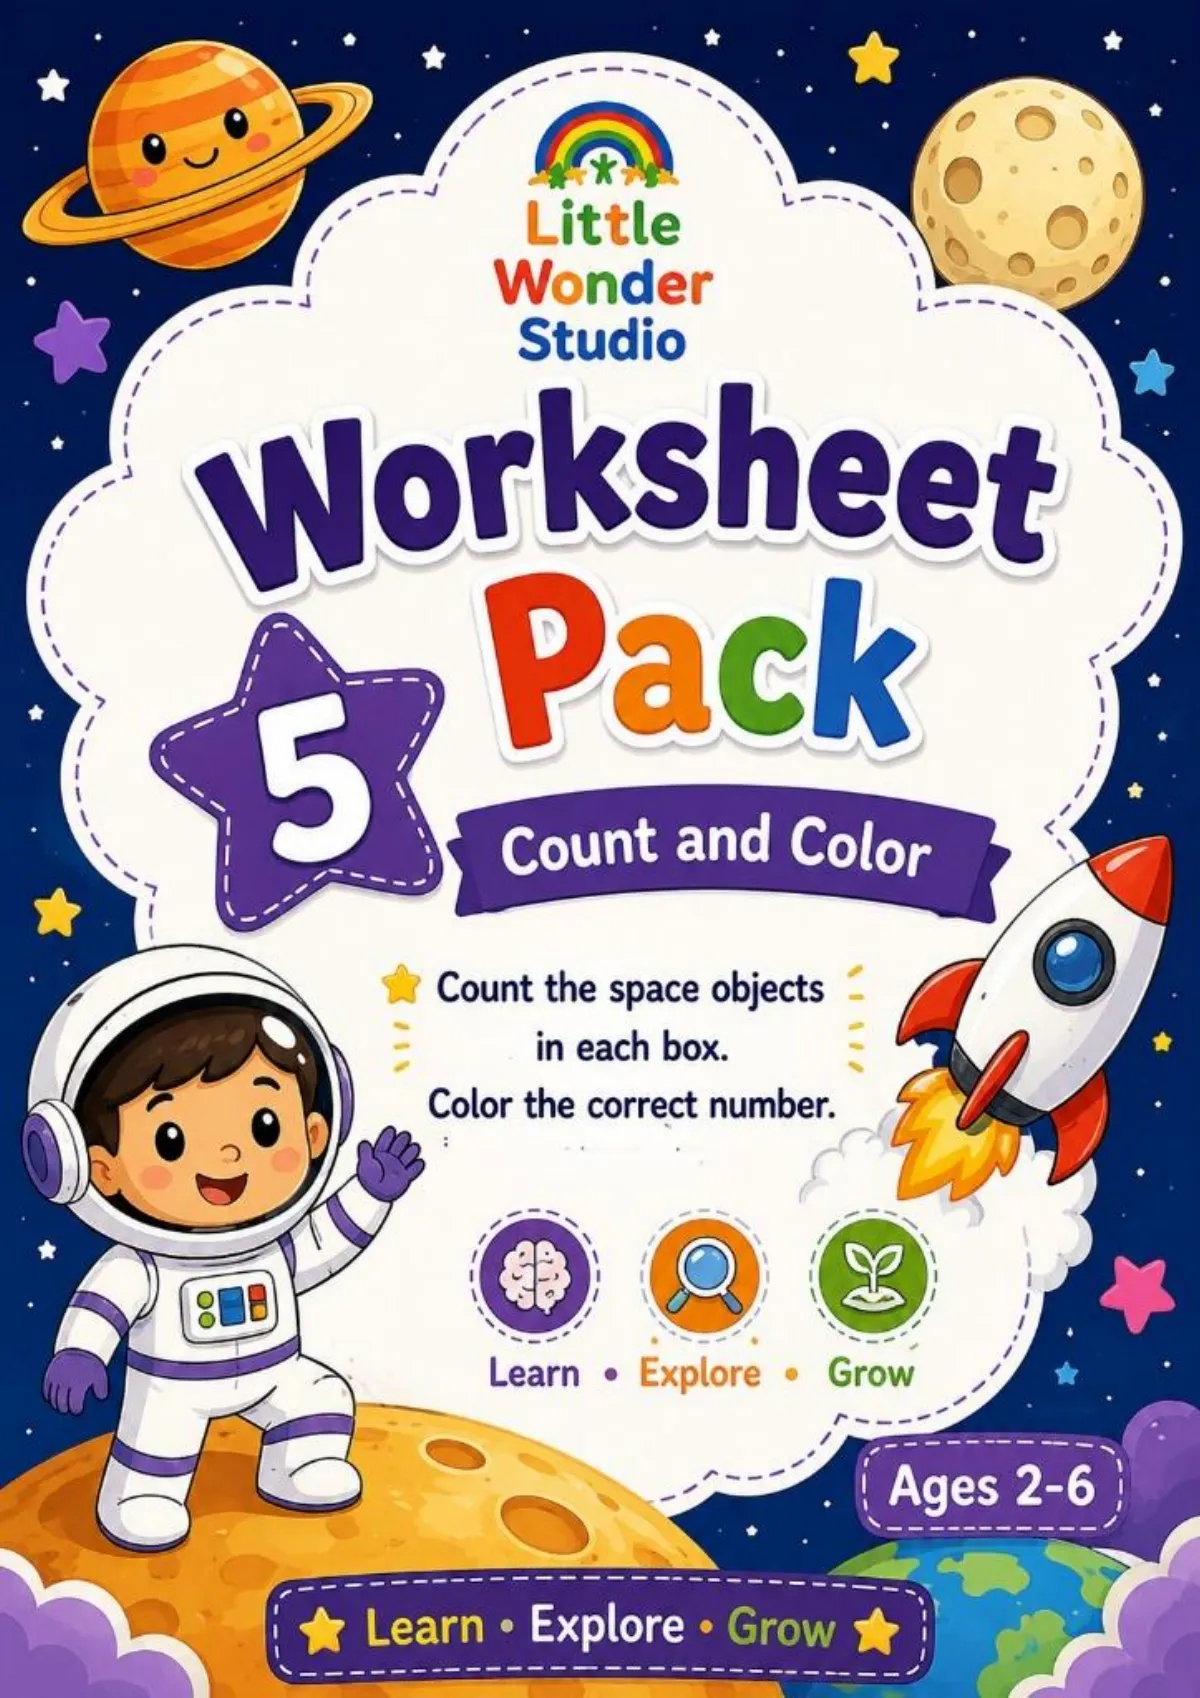 Little
Wonder
Studio
Worksheet
Pack
5
Count and Color
Count the space objects
in each box.
Color the correct number.
Learn • Explore • Grow
Ages 2-6
Learn • Explore • Grow